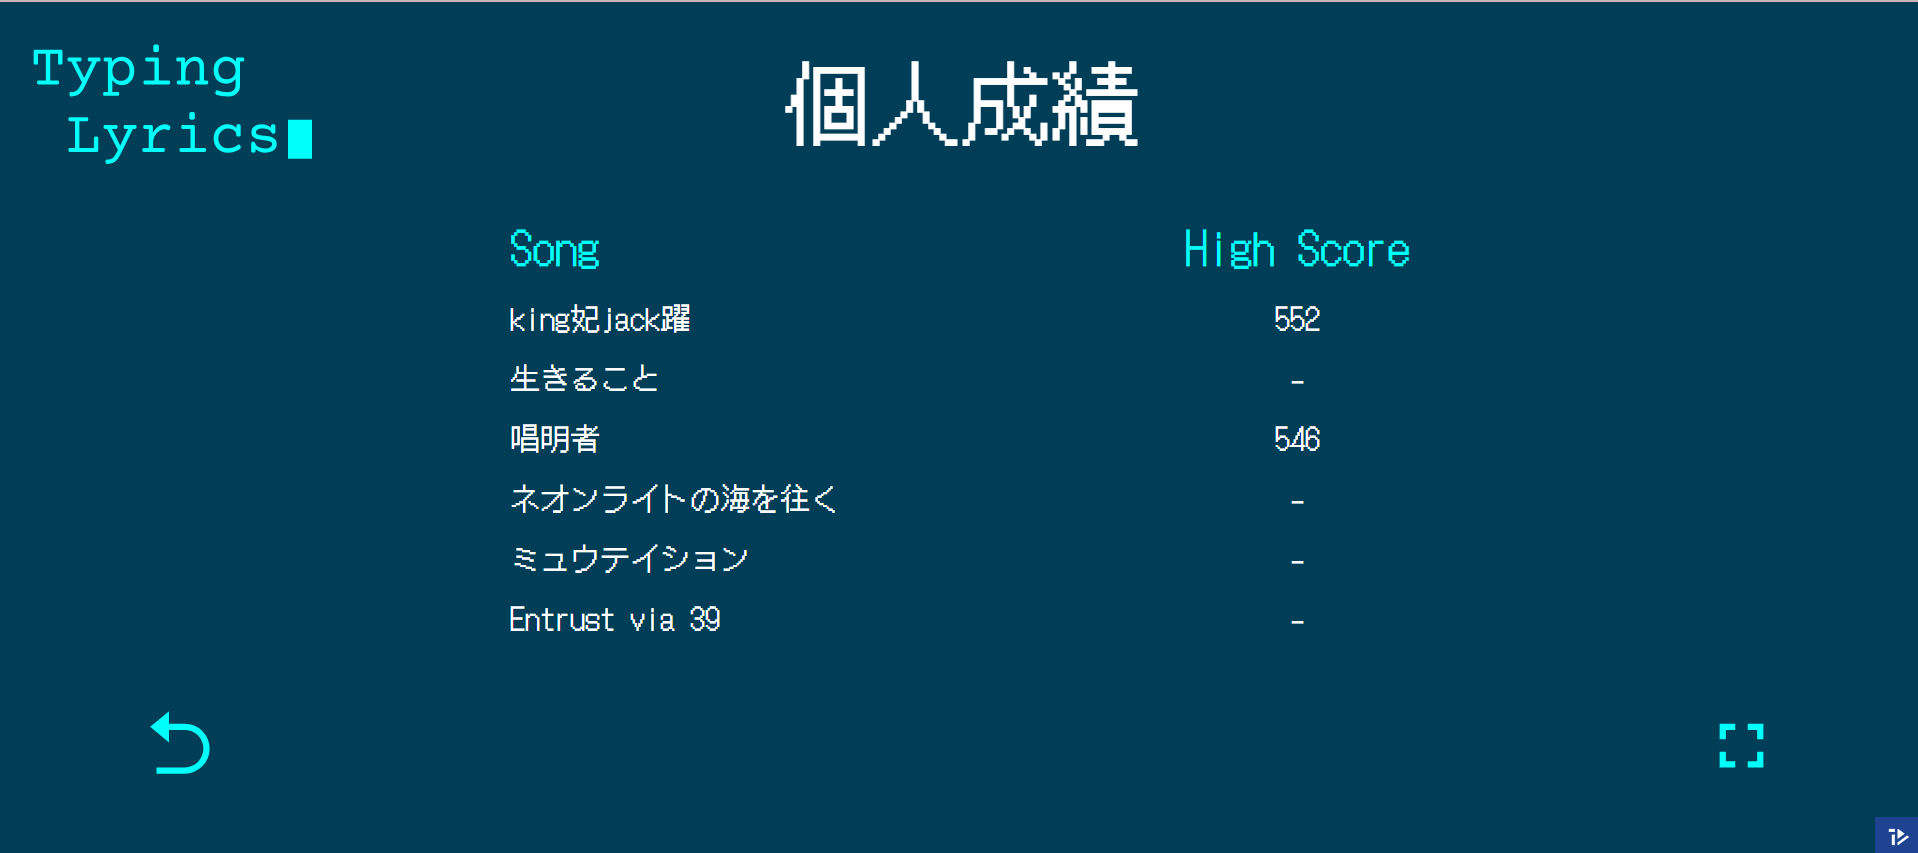 Typing
Lyrics
個人成績
Song High Score
king妃jack躍 552
生きること -
唱明者 546
ネオンライトの海を往く -
ミュウテイション -
Entrust via 39 -